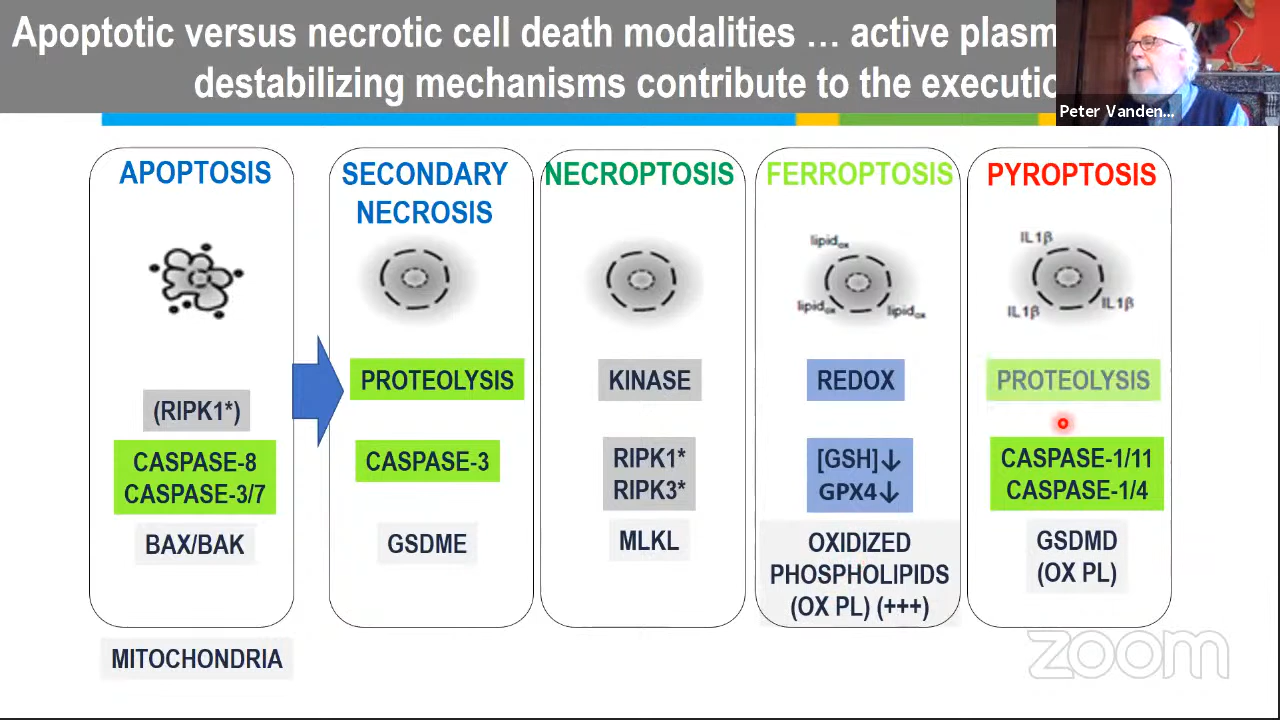 Apoptotic versus necrotic cell death modalities … active plasm
destabilizing mechanisms contribute to the executio
Peter Vanden...
APOPTOSIS
(RIPK1*)
CASPASE-8
CASPASE-3/7
BAX/BAK
MITOCHONDRIA
SECONDARY
NECROSIS
PROTEOLYSIS
CASPASE-3
GSDME
NECROPTOSIS
KINASE
RIPK1*
RIPK3*
MLKL
FERROPTOSIS
lipidox
lipidox
lipidox
REDOX
[GSH]↓
GPX4↓
OXIDIZED
PHOSPHOLIPIDS
(OX PL) (+++)
PYROPTOSIS
IL1β
IL1β
IL1β
PROTEOLYSIS
CASPASE-1/11
CASPASE-1/4
GSDMD
(OX PL)
zoom